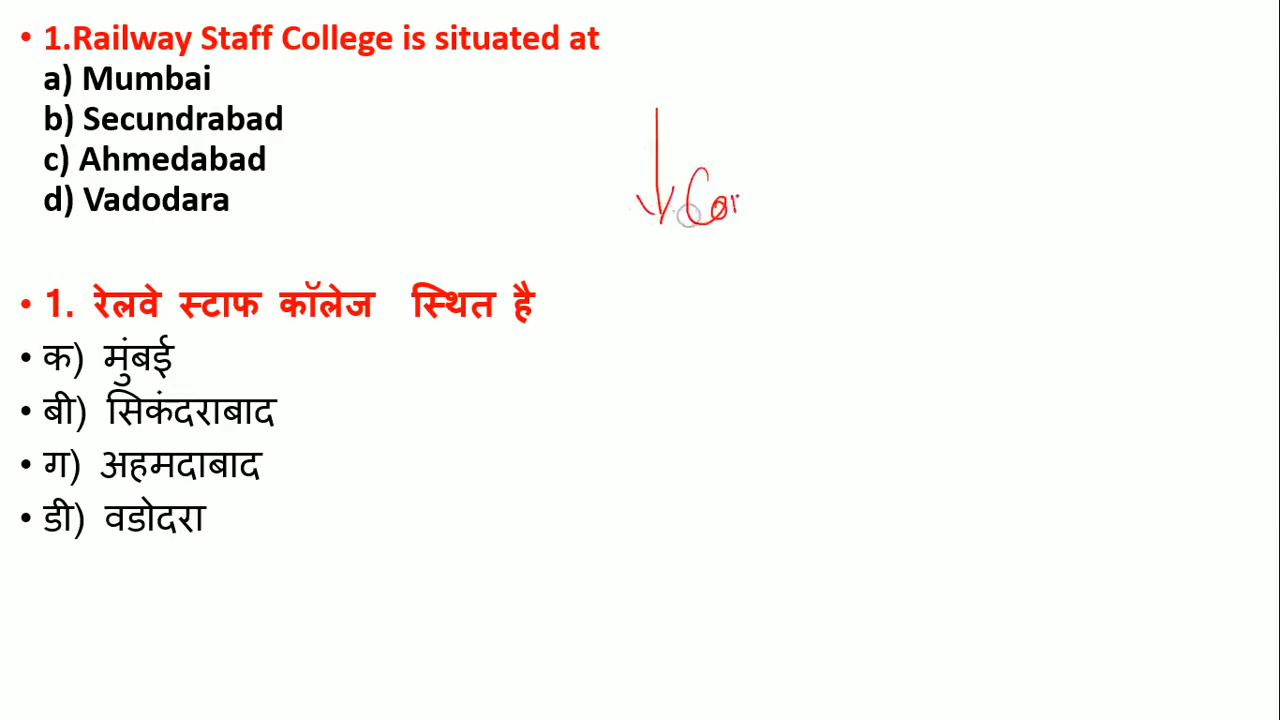 • 1.Railway Staff College is situated at
a) Mumbai
b) Secundrabad
c) Ahmedabad
d) Vadodara
• 1. रेलवे स्टाफ कॉलेज स्थित है
• क) मुंबई
• बी) सिकंदराबाद
• ग) अहमदाबाद
• डी) वडोदरा